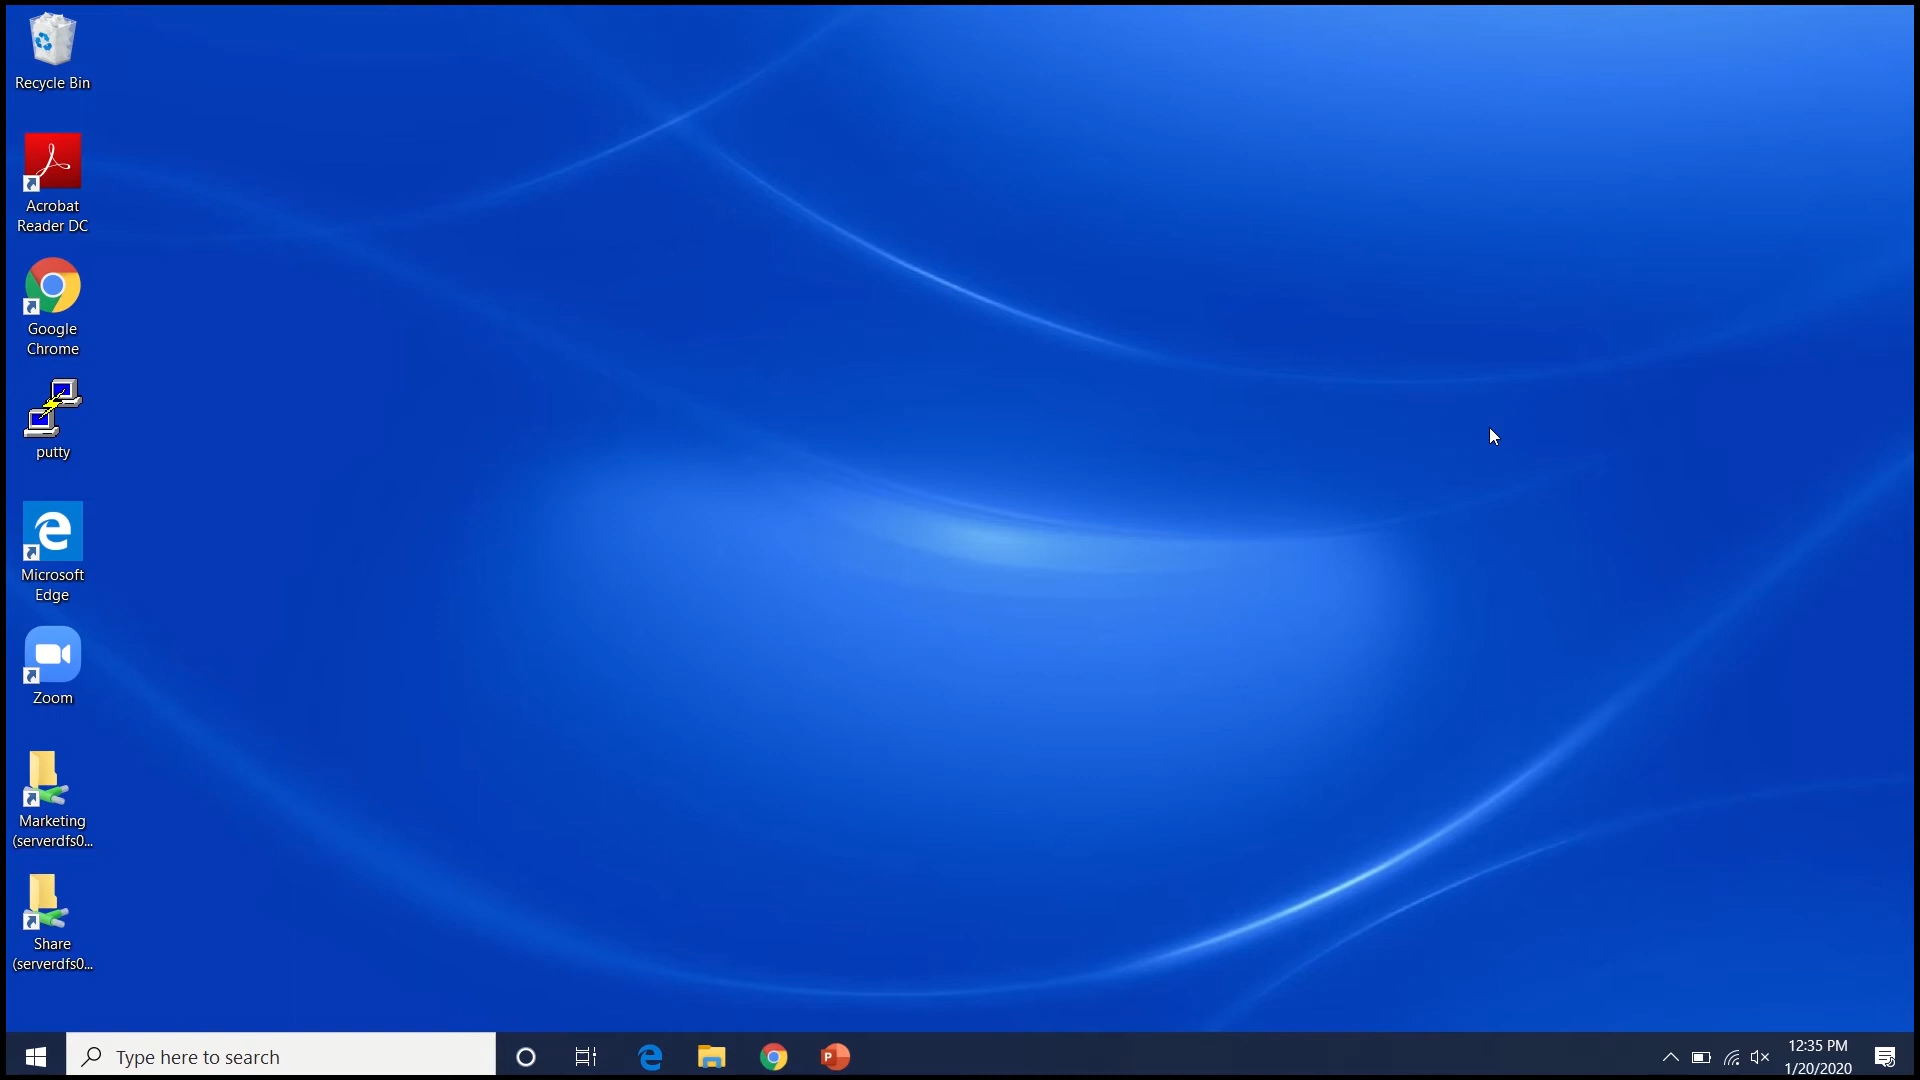 Recycle Bin
Acrobat
Reader DC
Google
Chrome
putty
Microsoft
Edge
Zoom
Marketing
(serverdfs0...
Share
(serverdfs0...
Type here to search
12:35 PM
1/20/2020